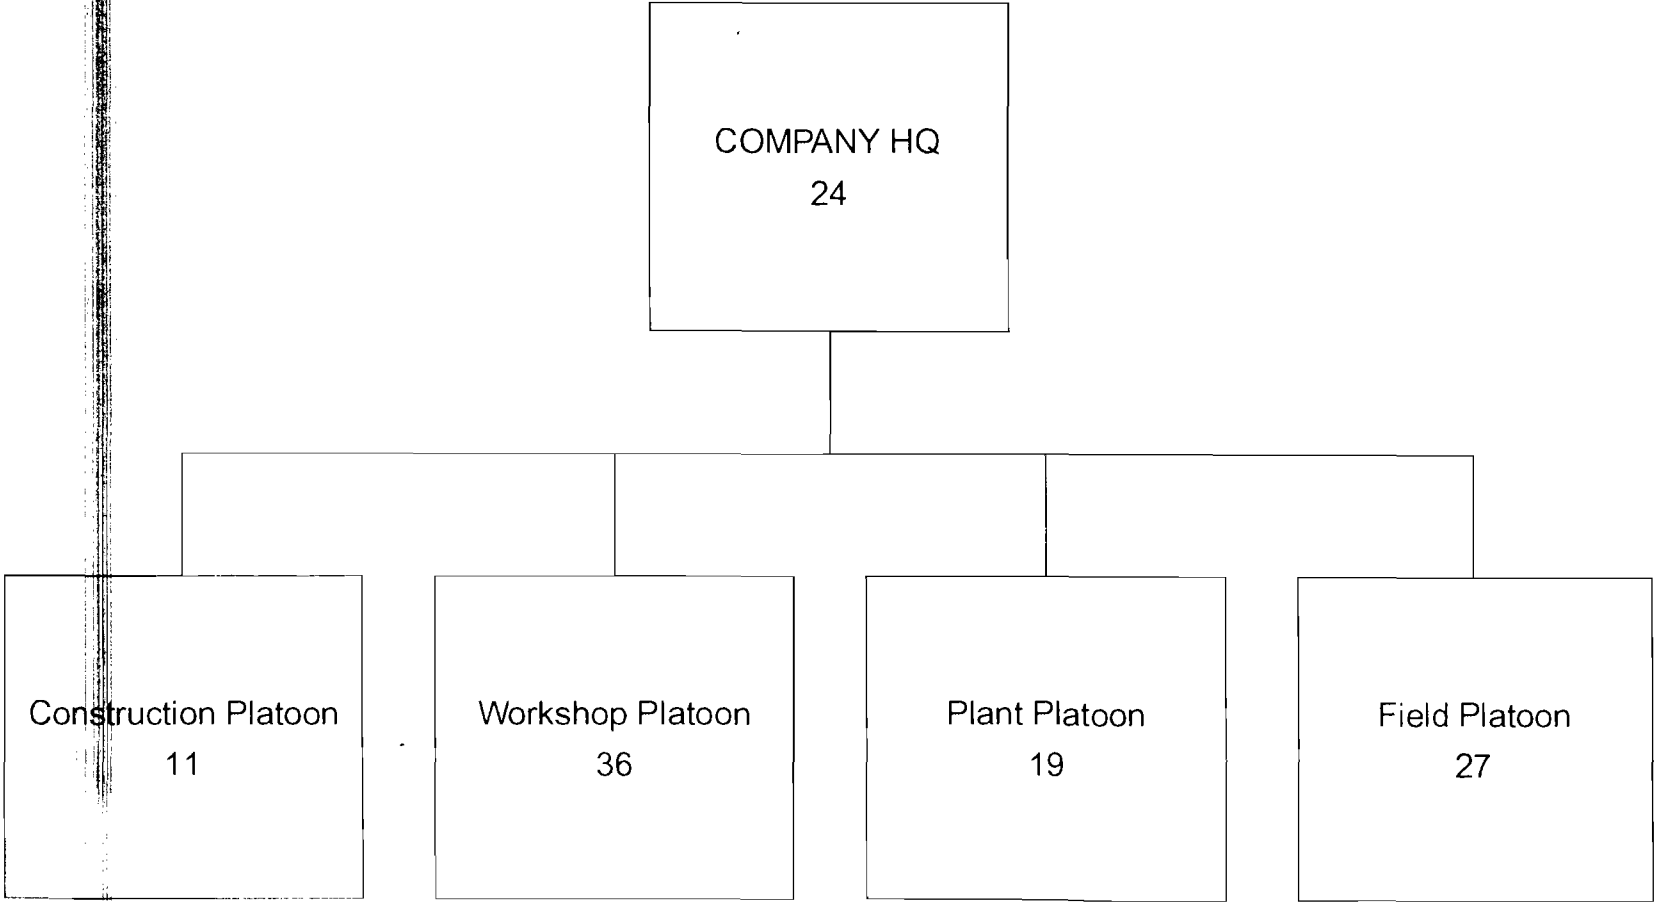 COMPANY HQ
24
Construction Platoon
11
Workshop Platoon
36
Plant Platoon
19
Field Platoon
27